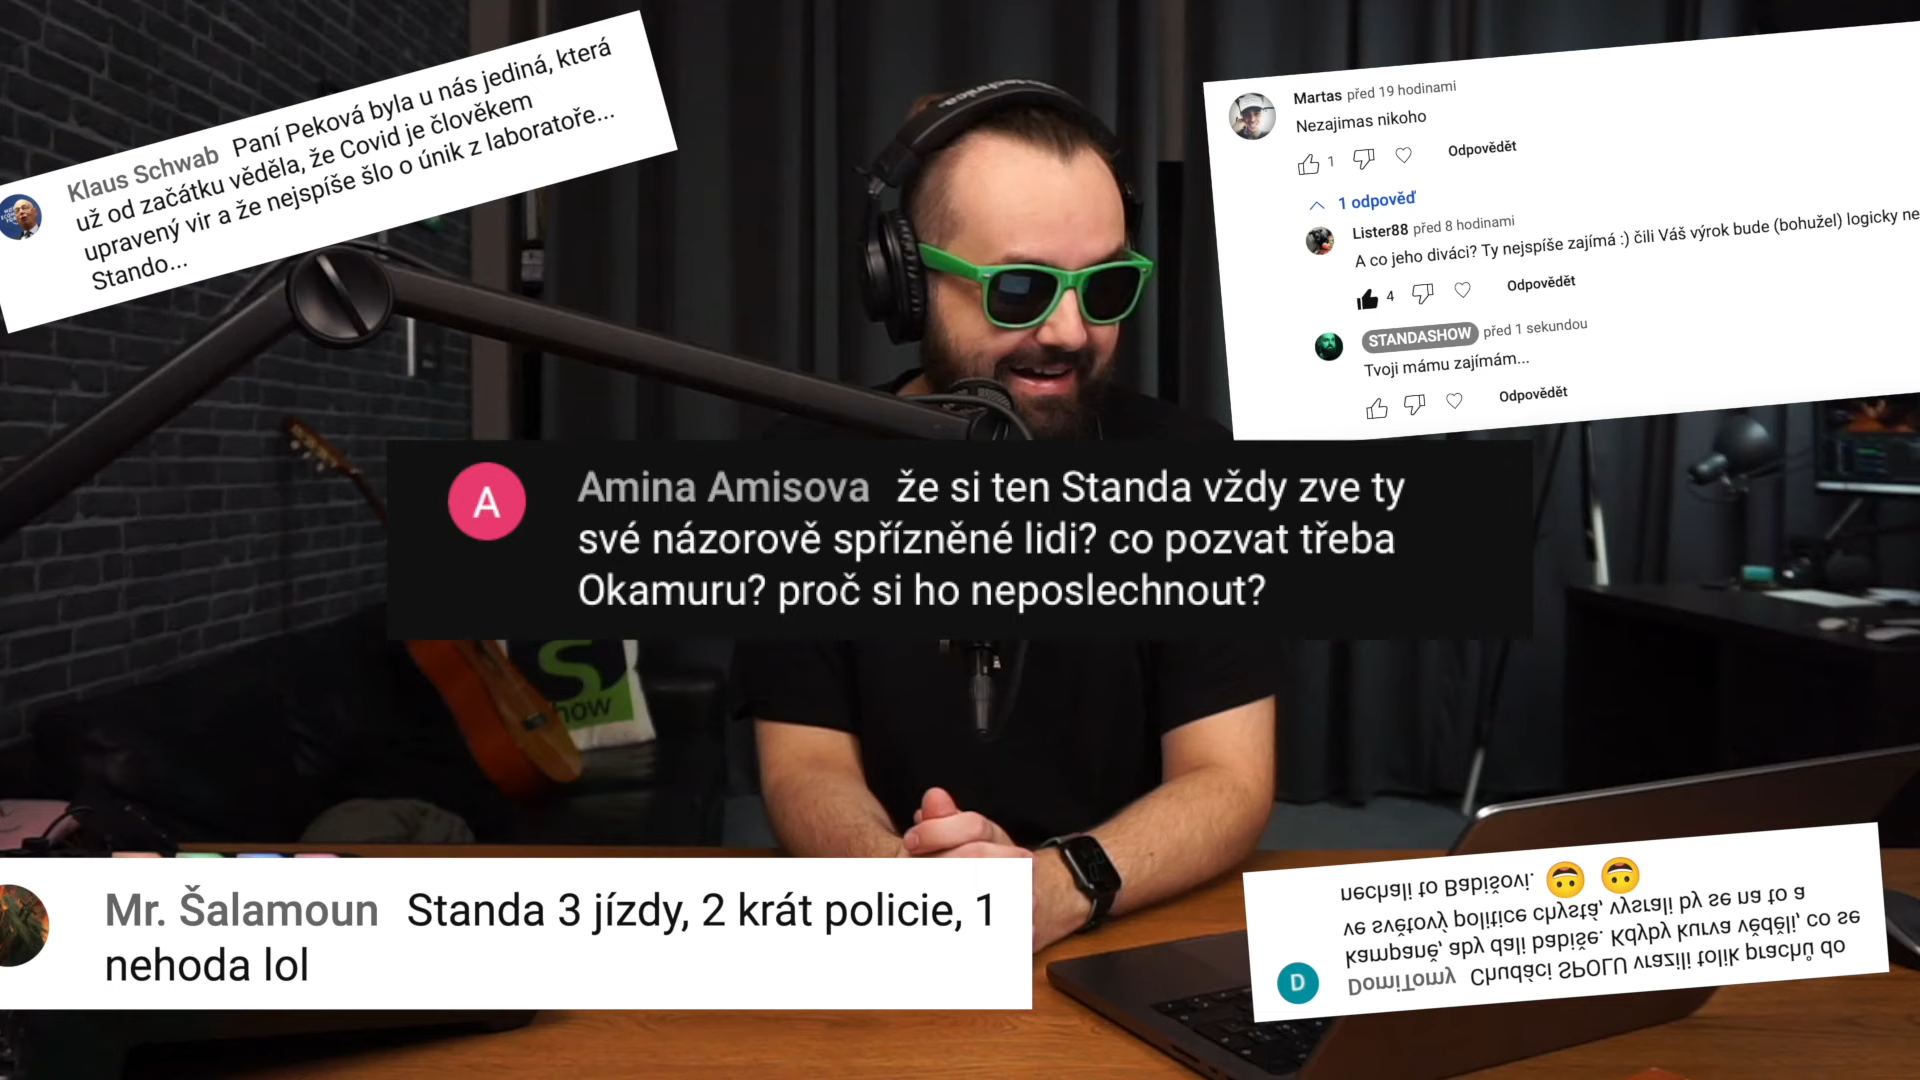 Klaus Schwab Paní Peková byla u nás jediná, která
už od začátku věděla, že Covid je člověkem
upravený vir a že nejspíše šlo o únik z laboratoře...
Stando...
Martas před 19 hodinami
Nezajimas nikoho
1
Odpovědět
1 odpověď
Lister88 před 8 hodinami
A co jeho diváci? Ty nejspíše zajímá :) čili Váš výrok bude (bohužel) logicky ne
4
Odpovědět
STANDASHOW před 1 sekundou
Tvoji mámu zajímám...
Odpovědět
A
Amina Amisova že si ten Standa vždy zve ty
své názorově spřízněné lidi? co pozvat třeba
Okamuru? proč si ho neposlechnout?
S
how
Mr. Šalamoun Standa 3 jízdy, 2 krát policie, 1
nehoda lol
D
DomiTomy Chudáci SPOLU vrazili tolik prachů do
kampaně, aby dali babiše. Kdyby kurva věděli, co se
ve světový politice chystá, vysrali by se na to a
nechali to Babišovi. 🙃 🙃